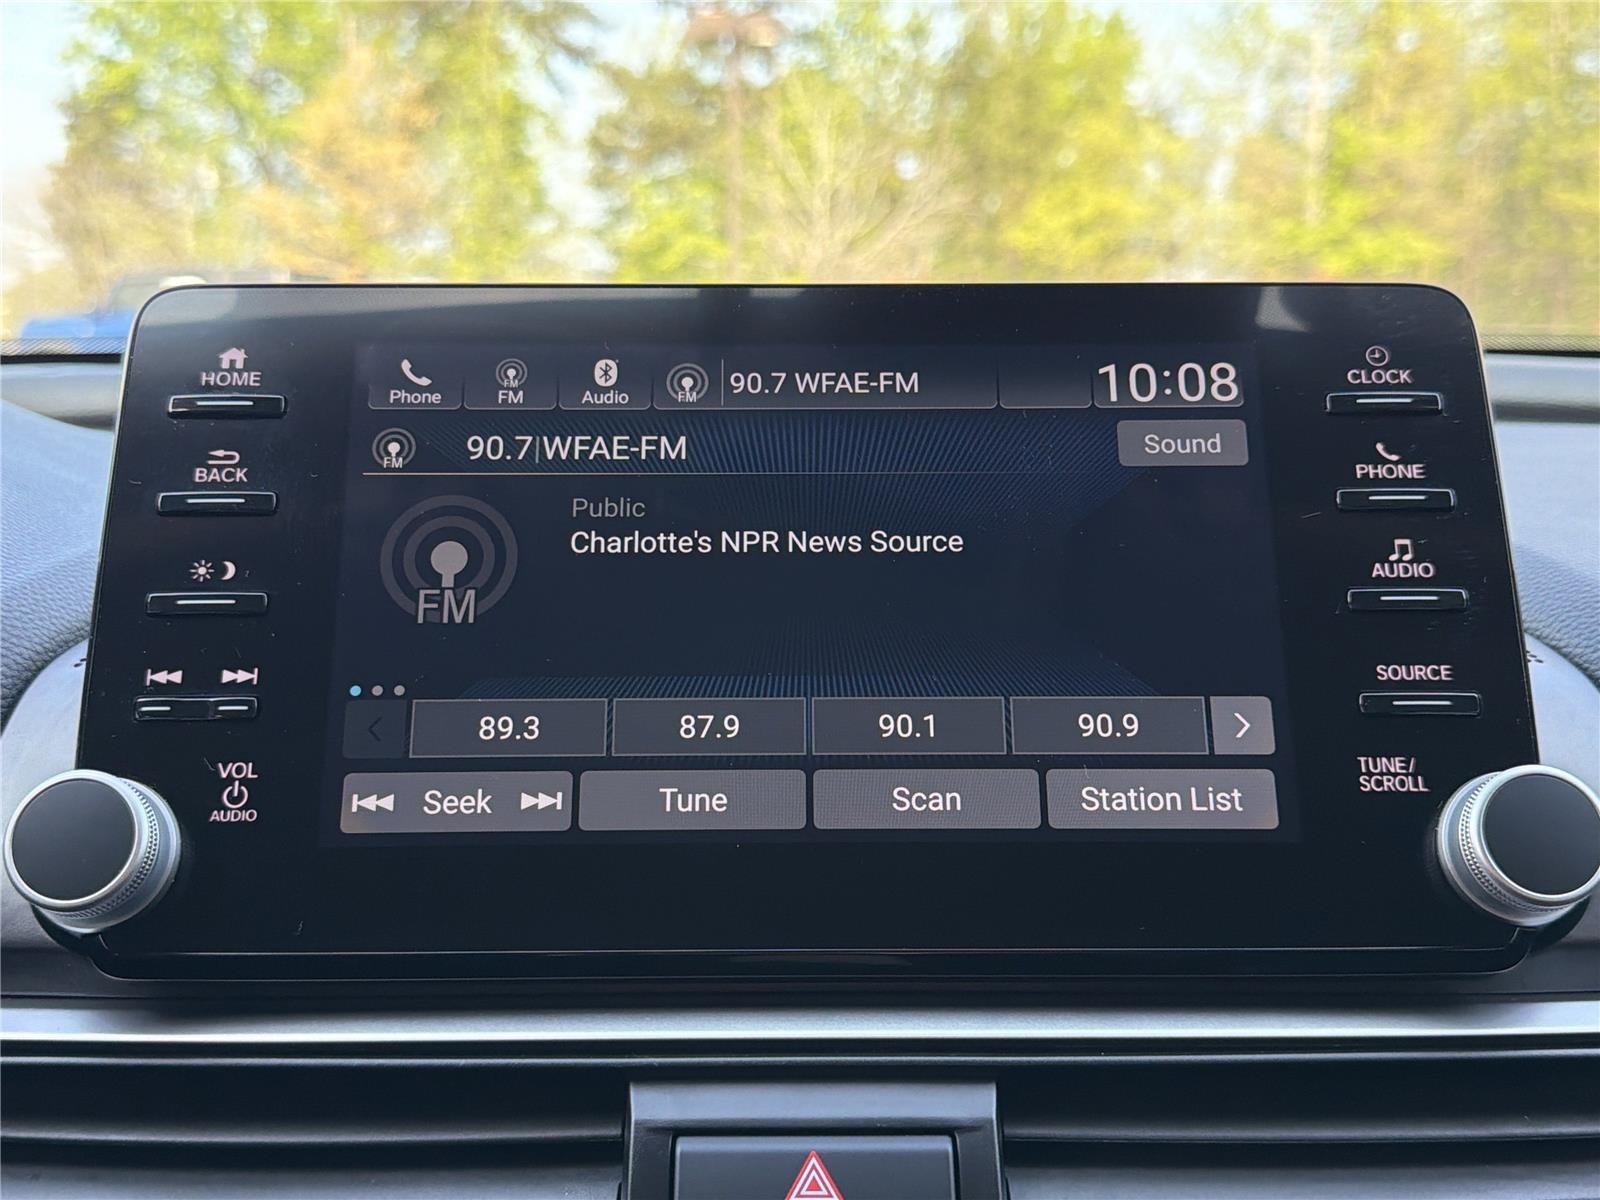 HOME
BACK
VOL
AUDIO
Phone
FM
FM
Audio
FM
90.7 WFAE-FM
10:08
FM
90.7|WFAE-FM
Sound
FM
Public
Charlotte's NPR News Source
89.3
87.9
90.1
90.9
Seek
Tune
Scan
Station List
CLOCK
PHONE
AUDIO
SOURCE
TUNE/
SCROLL